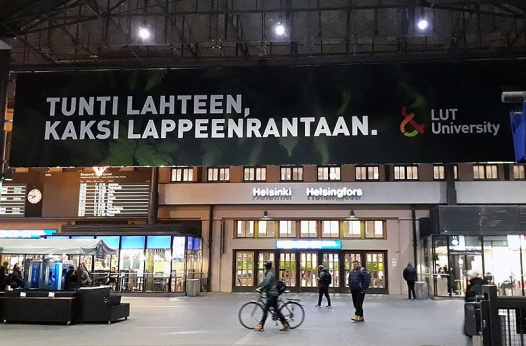 TUNTI LAHTEEN,
KAKSI LAPPEENRANTAAN.
LUT
University
Helsinki Helsingfors